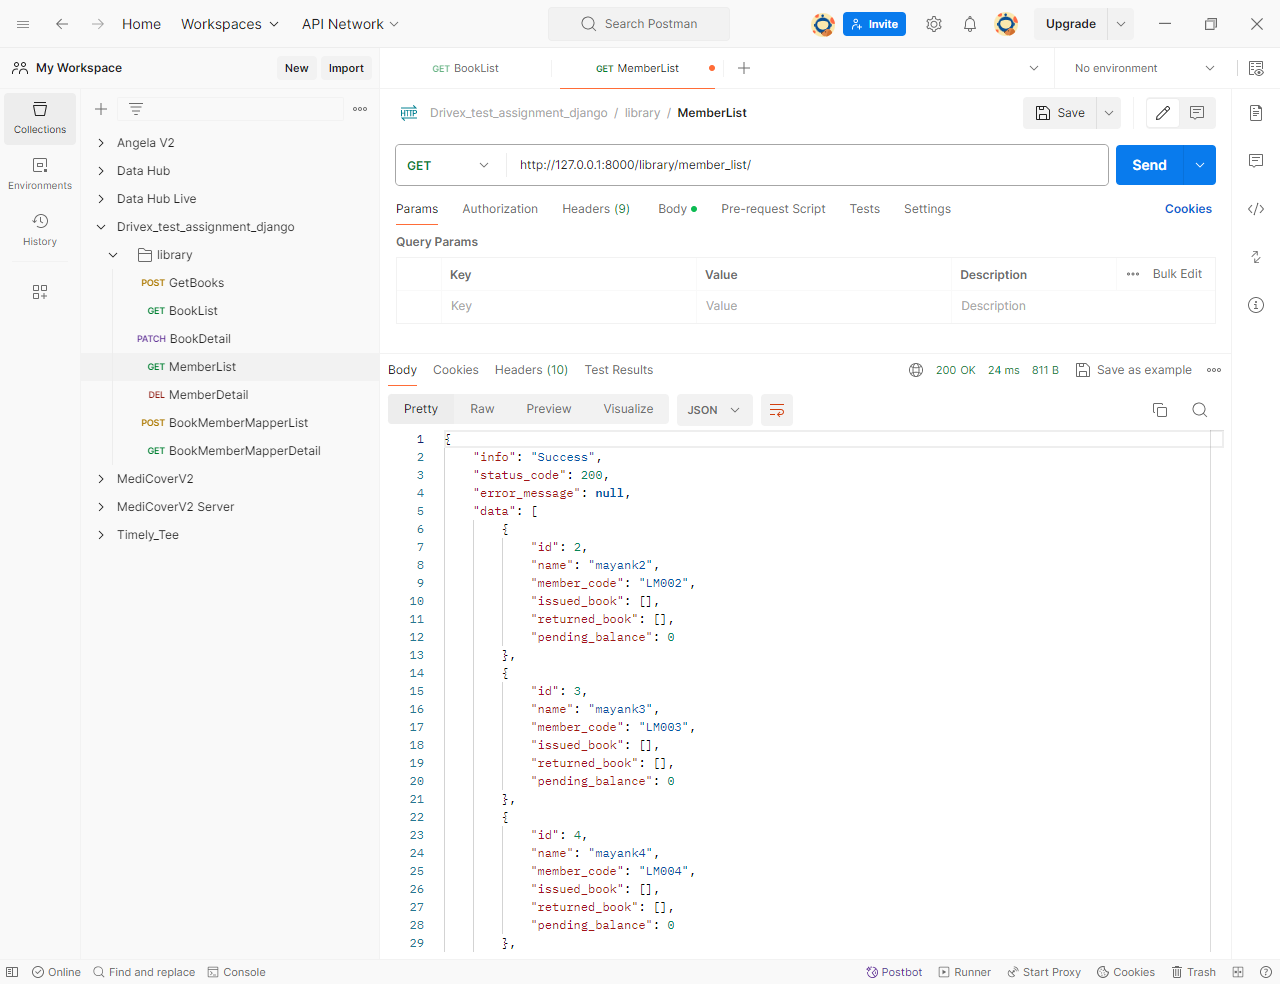 Home Workspaces API Network Search Postman Invite Upgrade
My Workspace New Import GET BookList GET MemberList No environment
Collections
Environments
History
Angela V2
Data Hub
Data Hub Live
Drivex_test_assignment_django
library
POST GetBooks
GET BookList
PATCH BookDetail
GET MemberList
DEL MemberDetail
POST BookMemberMapperList
GET BookMemberMapperDetail
MediCoverV2
MediCoverV2 Server
Timely_Tee
HTTP Drivex_test_assignment_django / library / MemberList Save
GET http://127.0.0.1:8000/library/member_list/ Send
Params Authorization Headers (9) Body Pre-request Script Tests Settings Cookies
Query Params
Key Value Description Bulk Edit
Key Value Description
Body Cookies Headers (10) Test Results 200 OK 24 ms 811 B Save as example
Pretty Raw Preview Visualize JSON
1 {
2 "info": "Success",
3 "status_code": 200,
4 "error_message": null,
5 "data": [
6 {
7 "id": 2,
8 "name": "mayank2",
9 "member_code": "LM002",
10 "issued_book": [],
11 "returned_book": [],
12 "pending_balance": 0
13 },
14 {
15 "id": 3,
16 "name": "mayank3",
17 "member_code": "LM003",
18 "issued_book": [],
19 "returned_book": [],
20 "pending_balance": 0
21 },
22 {
23 "id": 4,
24 "name": "mayank4",
25 "member_code": "LM004",
26 "issued_book": [],
27 "returned_book": [],
28 "pending_balance": 0
29 },
Online Find and replace Console Postbot Runner Start Proxy Cookies Trash